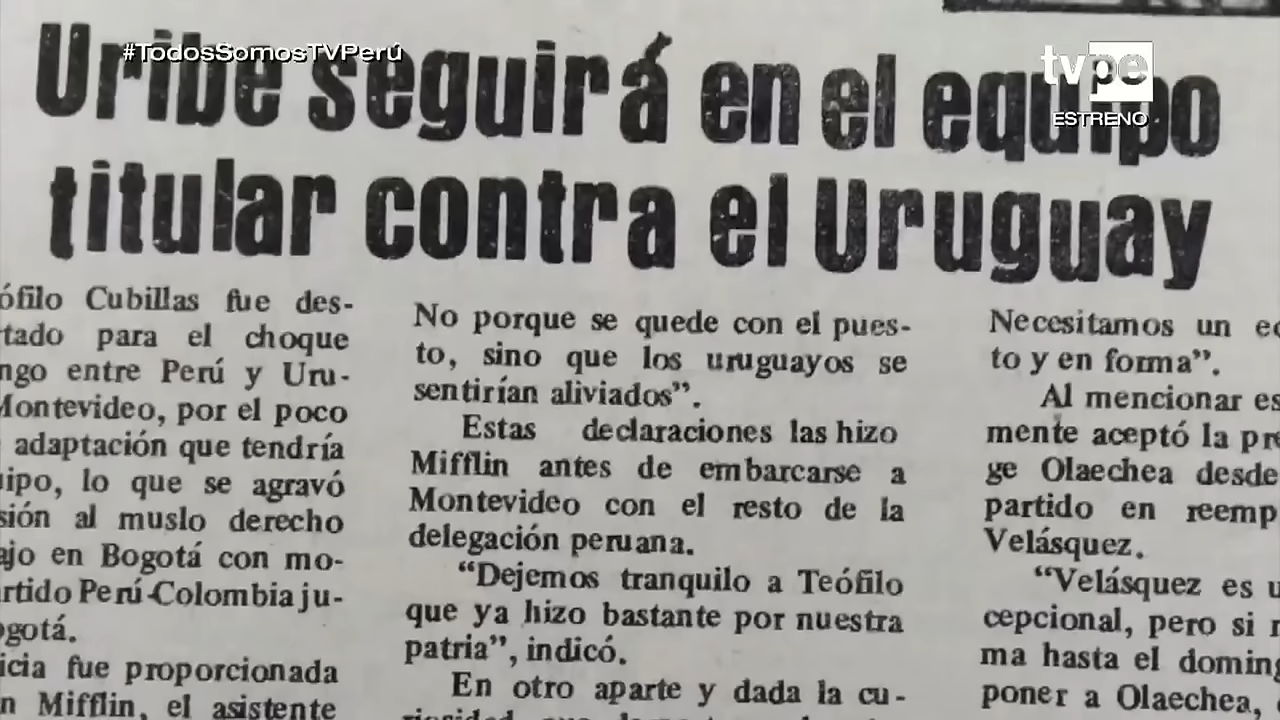 #TodosSomosTVPerú
tvpe
ESTRENO
Uribe seguirá en el equipo
titular contra el Uruguay
ófilo Cubillas fue des-
tado para el choque
ngo entre Perú y Uru-
Montevideo, por el poco
adaptación que tendría
ipo, lo que se agravó
sión al muslo derecho
ajo en Bogotá con mo-
rtido Perú-Colombia ju-
ogotá.
icia fue proporcionada
n Mifflin, el asistente
No porque se quede con el pues-
to, sino que los uruguayos se
sentirían aliviados".
Estas declaraciones las hizo
Mifflin antes de embarcarse a
Montevideo con el resto de la
delegación peruana.
"Dejemos tranquilo a Teófilo
que ya hizo bastante por nuestra
patria", indicó.
En otro aparte y dada la cu-
Necesitamos un
to y en forma".
Al mencionar es
mente aceptó la pr
ge Olaechea desde
partido en reemp
Velásquez.
"Velásquez es u
cepcional, pero si
ma hasta el doming
poner a Olaechea,